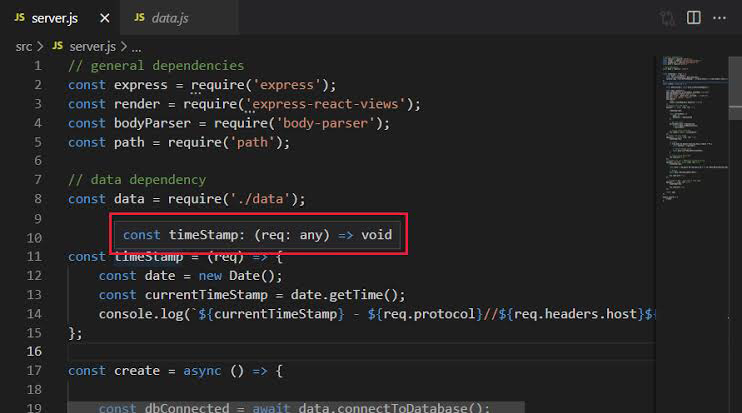 JS server.js × JS data.js ...
src > JS server.js > ...
1 // general dependencies
2 const express = require('express');
3 const render = require('express-react-views');
4 const bodyParser = require('body-parser');
5 const path = require('path');
6
7 // data dependency
8 const data = require('./data');
9
const timeStamp: (req: any) => void
10
11 const timeStamp = (req) => {
12 const date = new Date();
13 const currentTimeStamp = date.getTime();
14 console.log(`${currentTimeStamp} - ${req.protocol}//${req.headers.host}$
15 };
16
17 const create = async () => {
18
19 const dbConnected = await data.connectToDatabase();